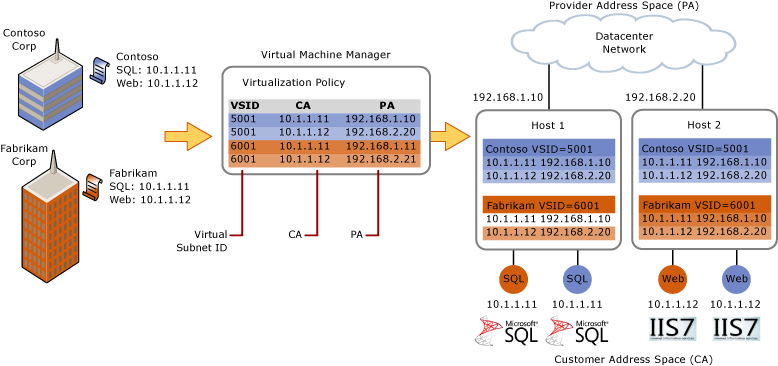 Contoso
Corp
Contoso
SQL: 10.1.1.11
Web: 10.1.1.12
Fabrikam
Corp
Fabrikam
SQL: 10.1.1.11
Web: 10.1.1.12
Virtual Machine Manager
Virtualization Policy
VSID CA PA
5001 10.1.1.11 192.168.1.10
5001 10.1.1.12 192.168.2.20
6001 10.1.1.11 192.168.1.11
6001 10.1.1.12 192.168.2.21
Virtual
Subnet ID
CA
PA
Provider Address Space (PA)
Datacenter
Network
192.168.1.10
192.168.2.20
Host 1
Contoso VSID=5001
10.1.1.11 192.168.1.10
10.1.1.12 192.168.2.20
Fabrikam VSID=6001
10.1.1.11 192.168.1.10
10.1.1.12 192.168.2.20
Host 2
Contoso VSID=5001
10.1.1.11 192.168.1.10
10.1.1.12 192.168.2.20
Fabrikam VSID=6001
10.1.1.11 192.168.1.10
10.1.1.12 192.168.2.20
SQL
SQL
Web
Web
10.1.1.11
10.1.1.11
10.1.1.12
10.1.1.12
Microsoft®
SQL
Microsoft®
SQL
IIS7
IIS7
Customer Address Space (CA)